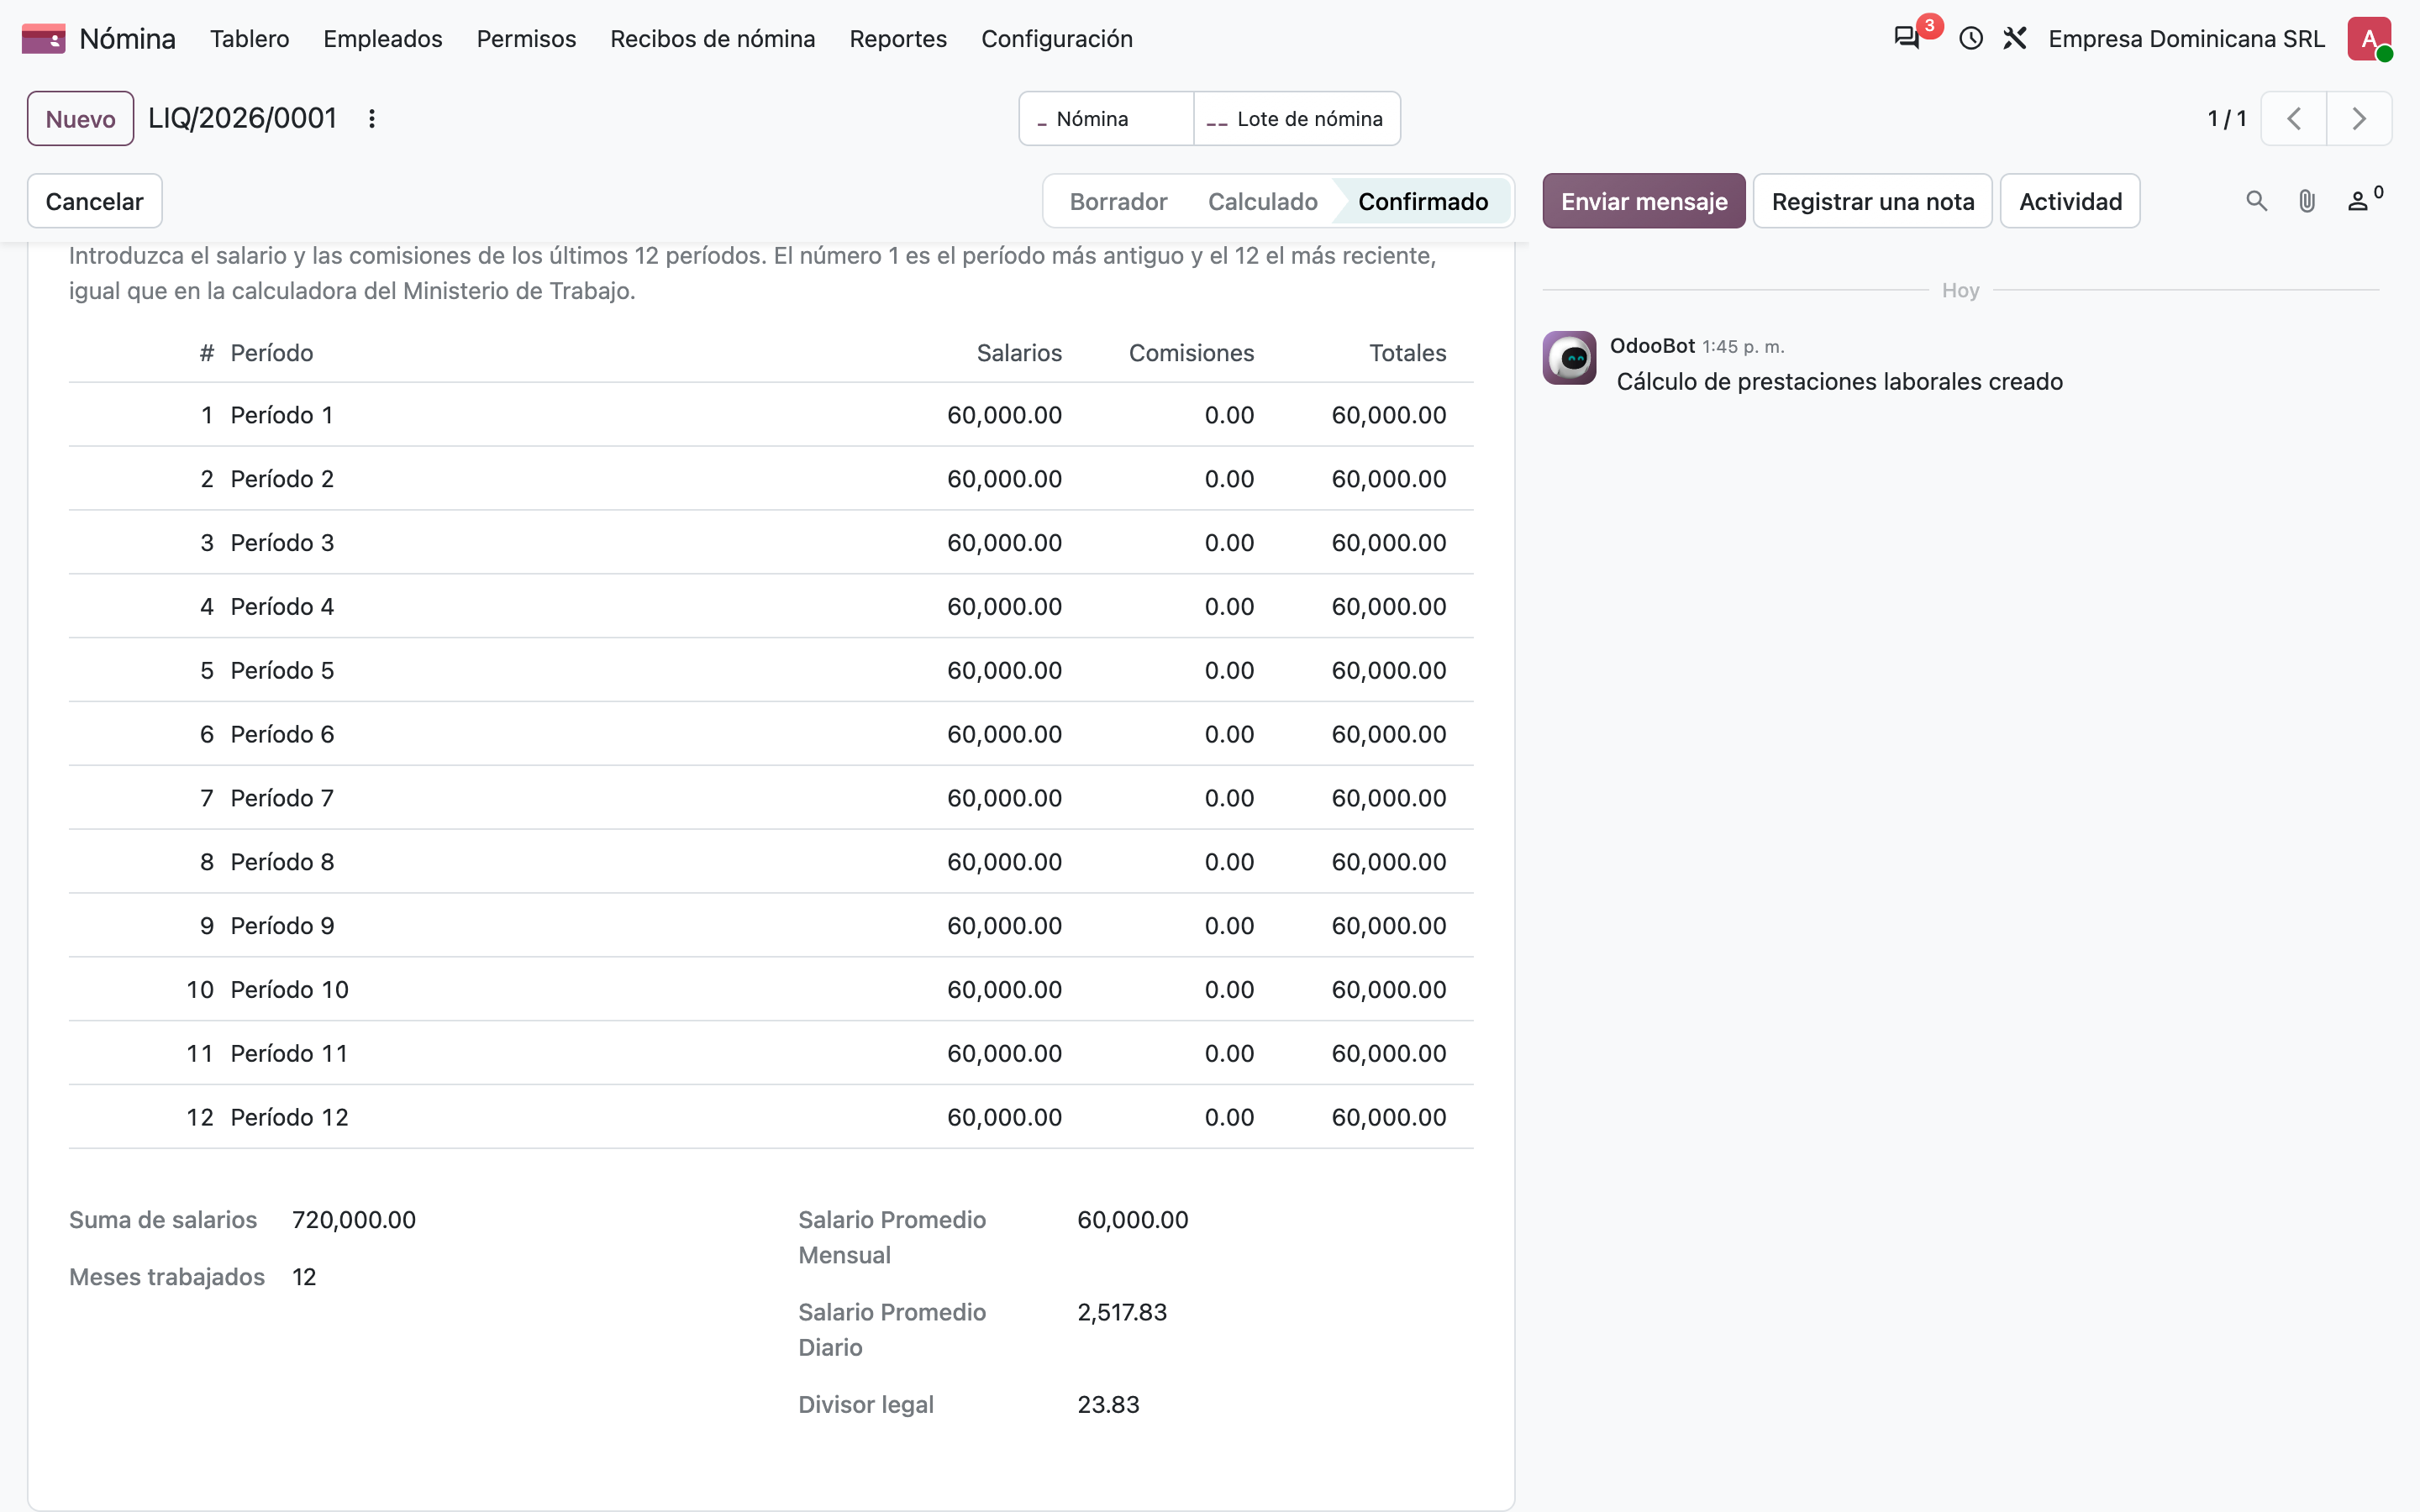 Nómina Tablero Empleados Permisos Recibos de nómina Reportes Configuración 3 Empresa Dominicana SRL A
Nuevo LIQ/2026/0001 Nómina Lote de nómina 1 / 1
Cancelar Borrador Calculado Confirmado Enviar mensaje Registrar una nota Actividad 0
Introduzca el salario y las comisiones de los últimos 12 períodos. El número 1 es el período más antiguo y el 12 el más reciente,
igual que en la calculadora del Ministerio de Trabajo.
# Período Salarios Comisiones Totales
1 Período 1 60,000.00 0.00 60,000.00
2 Período 2 60,000.00 0.00 60,000.00
3 Período 3 60,000.00 0.00 60,000.00
4 Período 4 60,000.00 0.00 60,000.00
5 Período 5 60,000.00 0.00 60,000.00
6 Período 6 60,000.00 0.00 60,000.00
7 Período 7 60,000.00 0.00 60,000.00
8 Período 8 60,000.00 0.00 60,000.00
9 Período 9 60,000.00 0.00 60,000.00
10 Período 10 60,000.00 0.00 60,000.00
11 Período 11 60,000.00 0.00 60,000.00
12 Período 12 60,000.00 0.00 60,000.00
Suma de salarios 720,000.00
Meses trabajados 12
Salario Promedio
Mensual 60,000.00
Salario Promedio
Diario 2,517.83
Divisor legal 23.83
Hoy
OdooBot 1:45 p. m.
Cálculo de prestaciones laborales creado